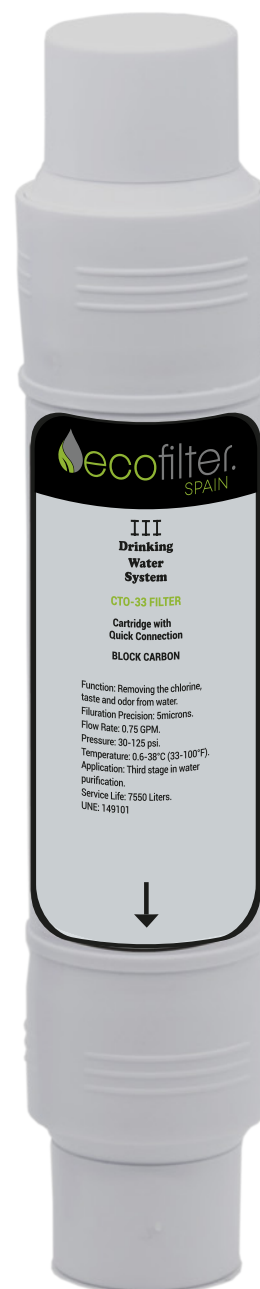 ecofilter.
SPAIN
III
Drinking
Water
System
CTO-33 FILTER
Cartridge with
Quick Connection
BLOCK CARBON
Function: Removing the chlorine,
taste and odor from water.
Filuration Precision: 5microns.
Flow Rate: 0.75 GPM.
Pressure: 30-125 psi.
Temperature: 0.6-38°C (33-100°F).
Application: Third stage in water
purification.
Service Life: 7550 Liters.
UNE: 149101